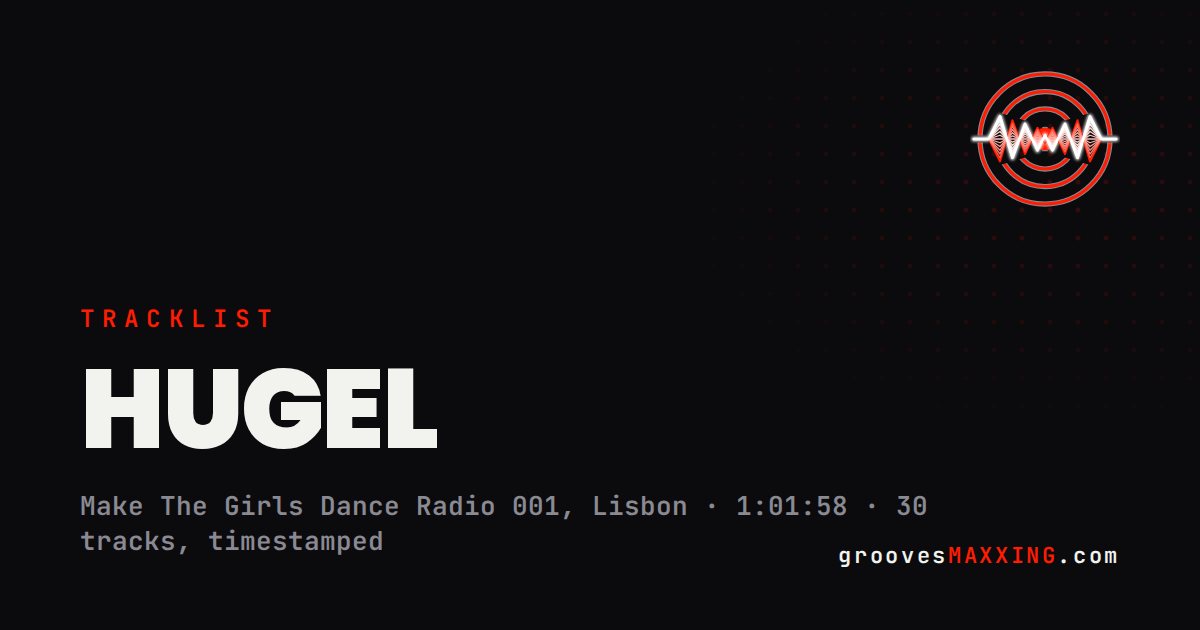 TRACKLIST
HUGEL
Make The Girls Dance Radio 001, Lisbon · 1:01:58 · 30
tracks, timestamped
groovesMAXXING.com